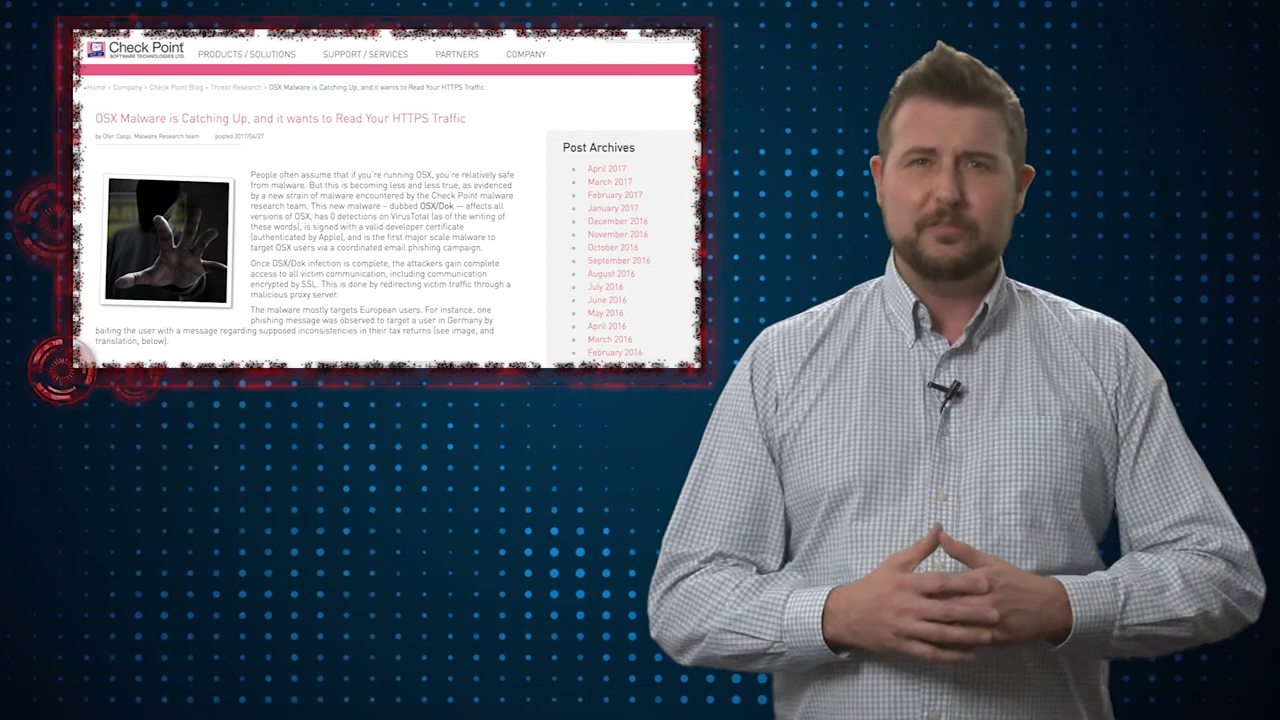 Check Point
SOFTWARE TECHNOLOGIES LTD.
PRODUCTS / SOLUTIONS SUPPORT / SERVICES PARTNERS COMPANY
Home > Company > Check Point Blog > Threat Research > OSX Malware is Catching Up, and it wants to Read Your HTTPS Traffic
OSX Malware is Catching Up, and it wants to Read Your HTTPS Traffic
by Ofer Caspi, Malware Research team posted 2017/04/27
People often assume that if you're running OSX, you're relatively safe
from malware. But this is becoming less and less true, as evidenced
by a new strain of malware encountered by the Check Point malware
research team. This new malware – dubbed OSX/Dok — affects all
versions of OSX, has 0 detections on VirusTotal (as of the writing of
these words), is signed with a valid developer certificate
(authenticated by Apple), and is the first major scale malware to
target OSX users via a coordinated email phishing campaign.
Once OSX/Dok infection is complete, the attackers gain complete
access to all victim communication, including communication
encrypted by SSL. This is done by redirecting victim traffic through a
malicious proxy server.
The malware mostly targets European users. For instance, one
phishing message was observed to target a user in Germany by
baiting the user with a message regarding supposed inconsistencies in their tax returns (see image, and
translation, below).
Post Archives
April 2017
March 2017
February 2017
January 2017
December 2016
November 2016
October 2016
September 2016
August 2016
July 2016
June 2016
May 2016
April 2016
March 2016
February 2016